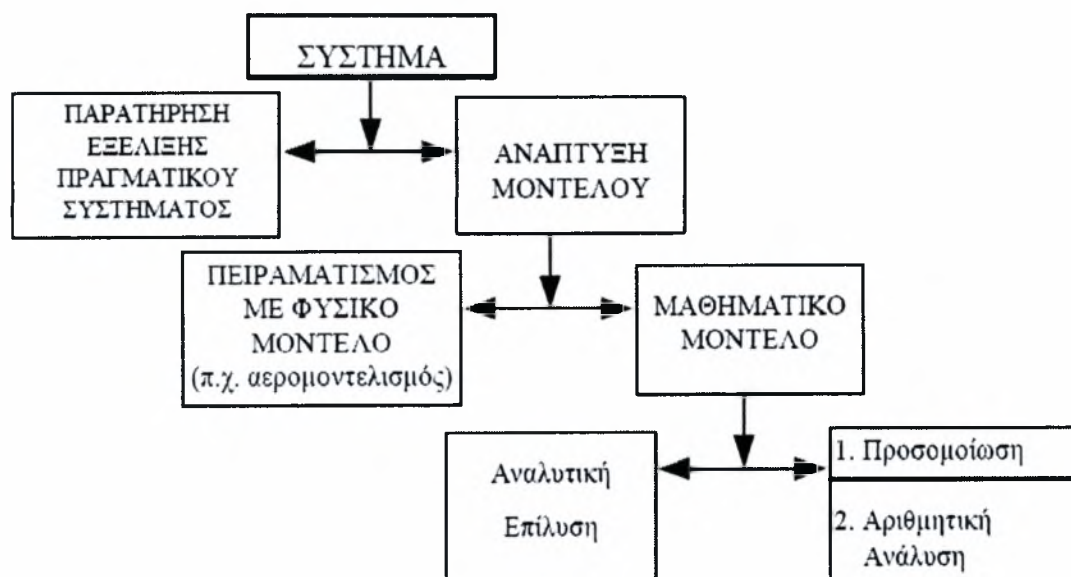 ΣΥΣΤΗΜΑ
ΠΑΡΑΤΗΡΗΣΗ
ΕΞΕΛΙΞΗΣ
ΠΡΑΓΜΑΤΙΚΟΥ
ΣΥΣΤΗΜΑΤΟΣ
ΑΝΑΠΤΥΞΗ
ΜΟΝΤΕΛΟΥ
ΠΕΙΡΑΜΑΤΙΣΜΟΣ
ΜΕ ΦΥΣΙΚΟ
ΜΟΝΤΕΛΟ
(π.χ. αερομοντελισμός)
ΜΑΘΗΜΑΤΙΚΟ
ΜΟΝΤΕΛΟ
Αναλυτική
Επίλυση
1. Προσομοίωση
2. Αριθμητική
Ανάλυση